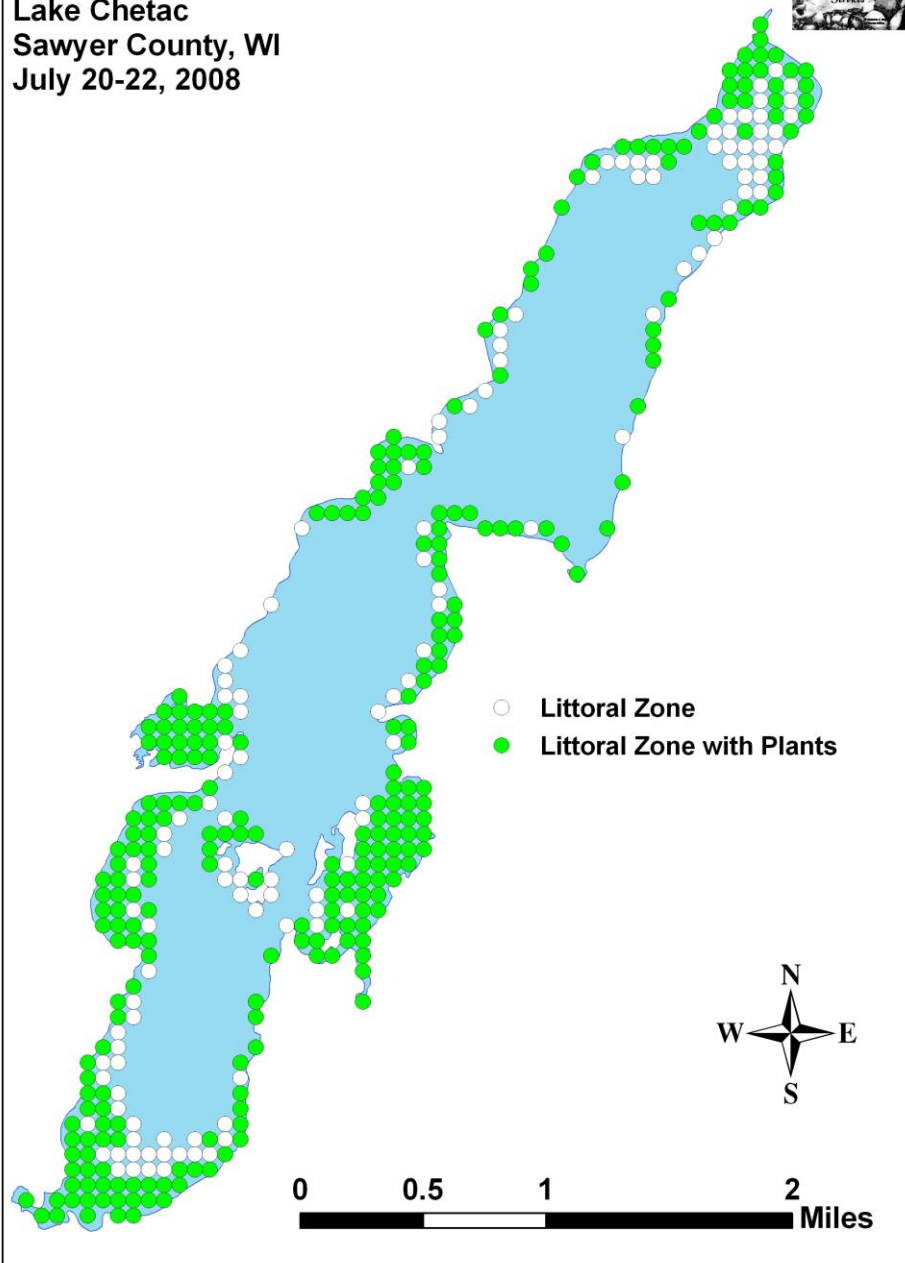 Lake Chetac
Sawyer County, WI
July 20-22, 2008
Littoral Zone
Littoral Zone with Plants
N
W E
S
0 0.5 1 2
Miles